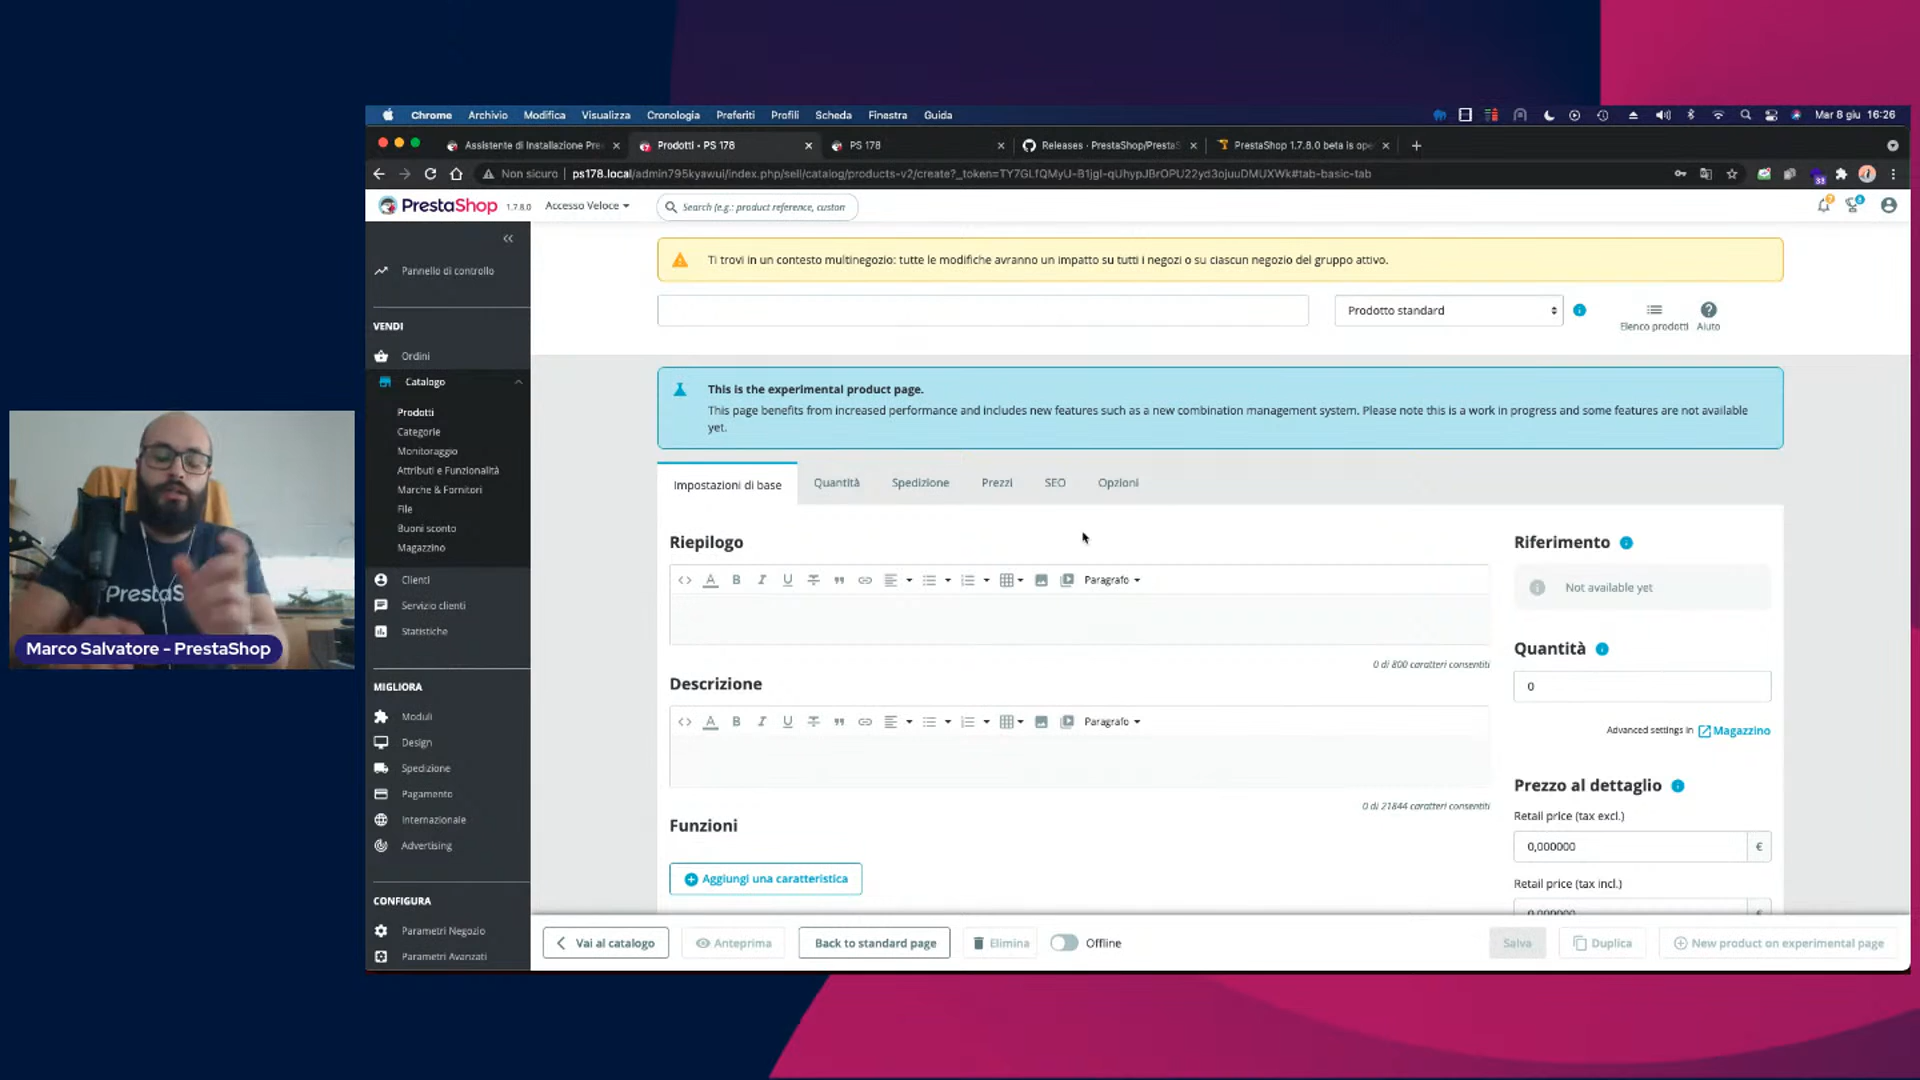 Chrome Archivio Modifica Visualizza Cronologia Preferiti Profili Scheda Finestra Guida
Mar 8 giu 16:26
Assistente di Installazione Pre
Prodotti • PS 178
PS 178
Releases · PrestaShop/PrestaS
PrestaShop 1.7.8.0 beta is ope
Non sicuro
ps178.local/admin795kyawui/index.php/sell/catalog/products-v2/create?_token=TY7GLfQMyU-B1jgl-qUhypJBrOPU22yd3ojuuDMUXWk#tab-basic-tab
33
PrestaShop 1.7.8.0
Accesso Veloce
Search (e.g.: product reference, custom
Pannello di controllo
VENDI
Ordini
Catalogo
Prodotti
Categorie
Monitoraggio
Attributi e Funzionalità
Marche & Fornitori
File
Buoni sconto
Magazzino
Clienti
Servizio clienti
Statistiche
MIGLIORA
Moduli
Design
Spedizione
Pagamento
Internazionale
Advertising
CONFIGURA
Parametri Negozio
Parametri Avanzati
Ti trovi in un contesto multinegozio: tutte le modifiche avranno un impatto su tutti i negozi o su ciascun negozio del gruppo attivo.
Prodotto standard
Elenco prodotti
Aiuto
This is the experimental product page.
This page benefits from increased performance and includes new features such as a new combination management system. Please note this is a work in progress and some features are not available
yet.
Impostazioni di base Quantità Spedizione Prezzi SEO Opzioni
Riepilogo
Paragrafo
0 di 800 caratteri consentiti
Descrizione
Paragrafo
0 di 21844 caratteri consentiti
Funzioni
Aggiungi una caratteristica
Riferimento
Not available yet
Quantità
0
Advanced settings in Magazzino
Prezzo al dettaglio
Retail price (tax excl.)
0,000000 €
Retail price (tax incl.)
0,000000 €
Vai al catalogo
Anteprima
Back to standard page
Elimina
Offline
Salva
Duplica
New product on experimental page
PrestaS
Marco Salvatore - PrestaShop